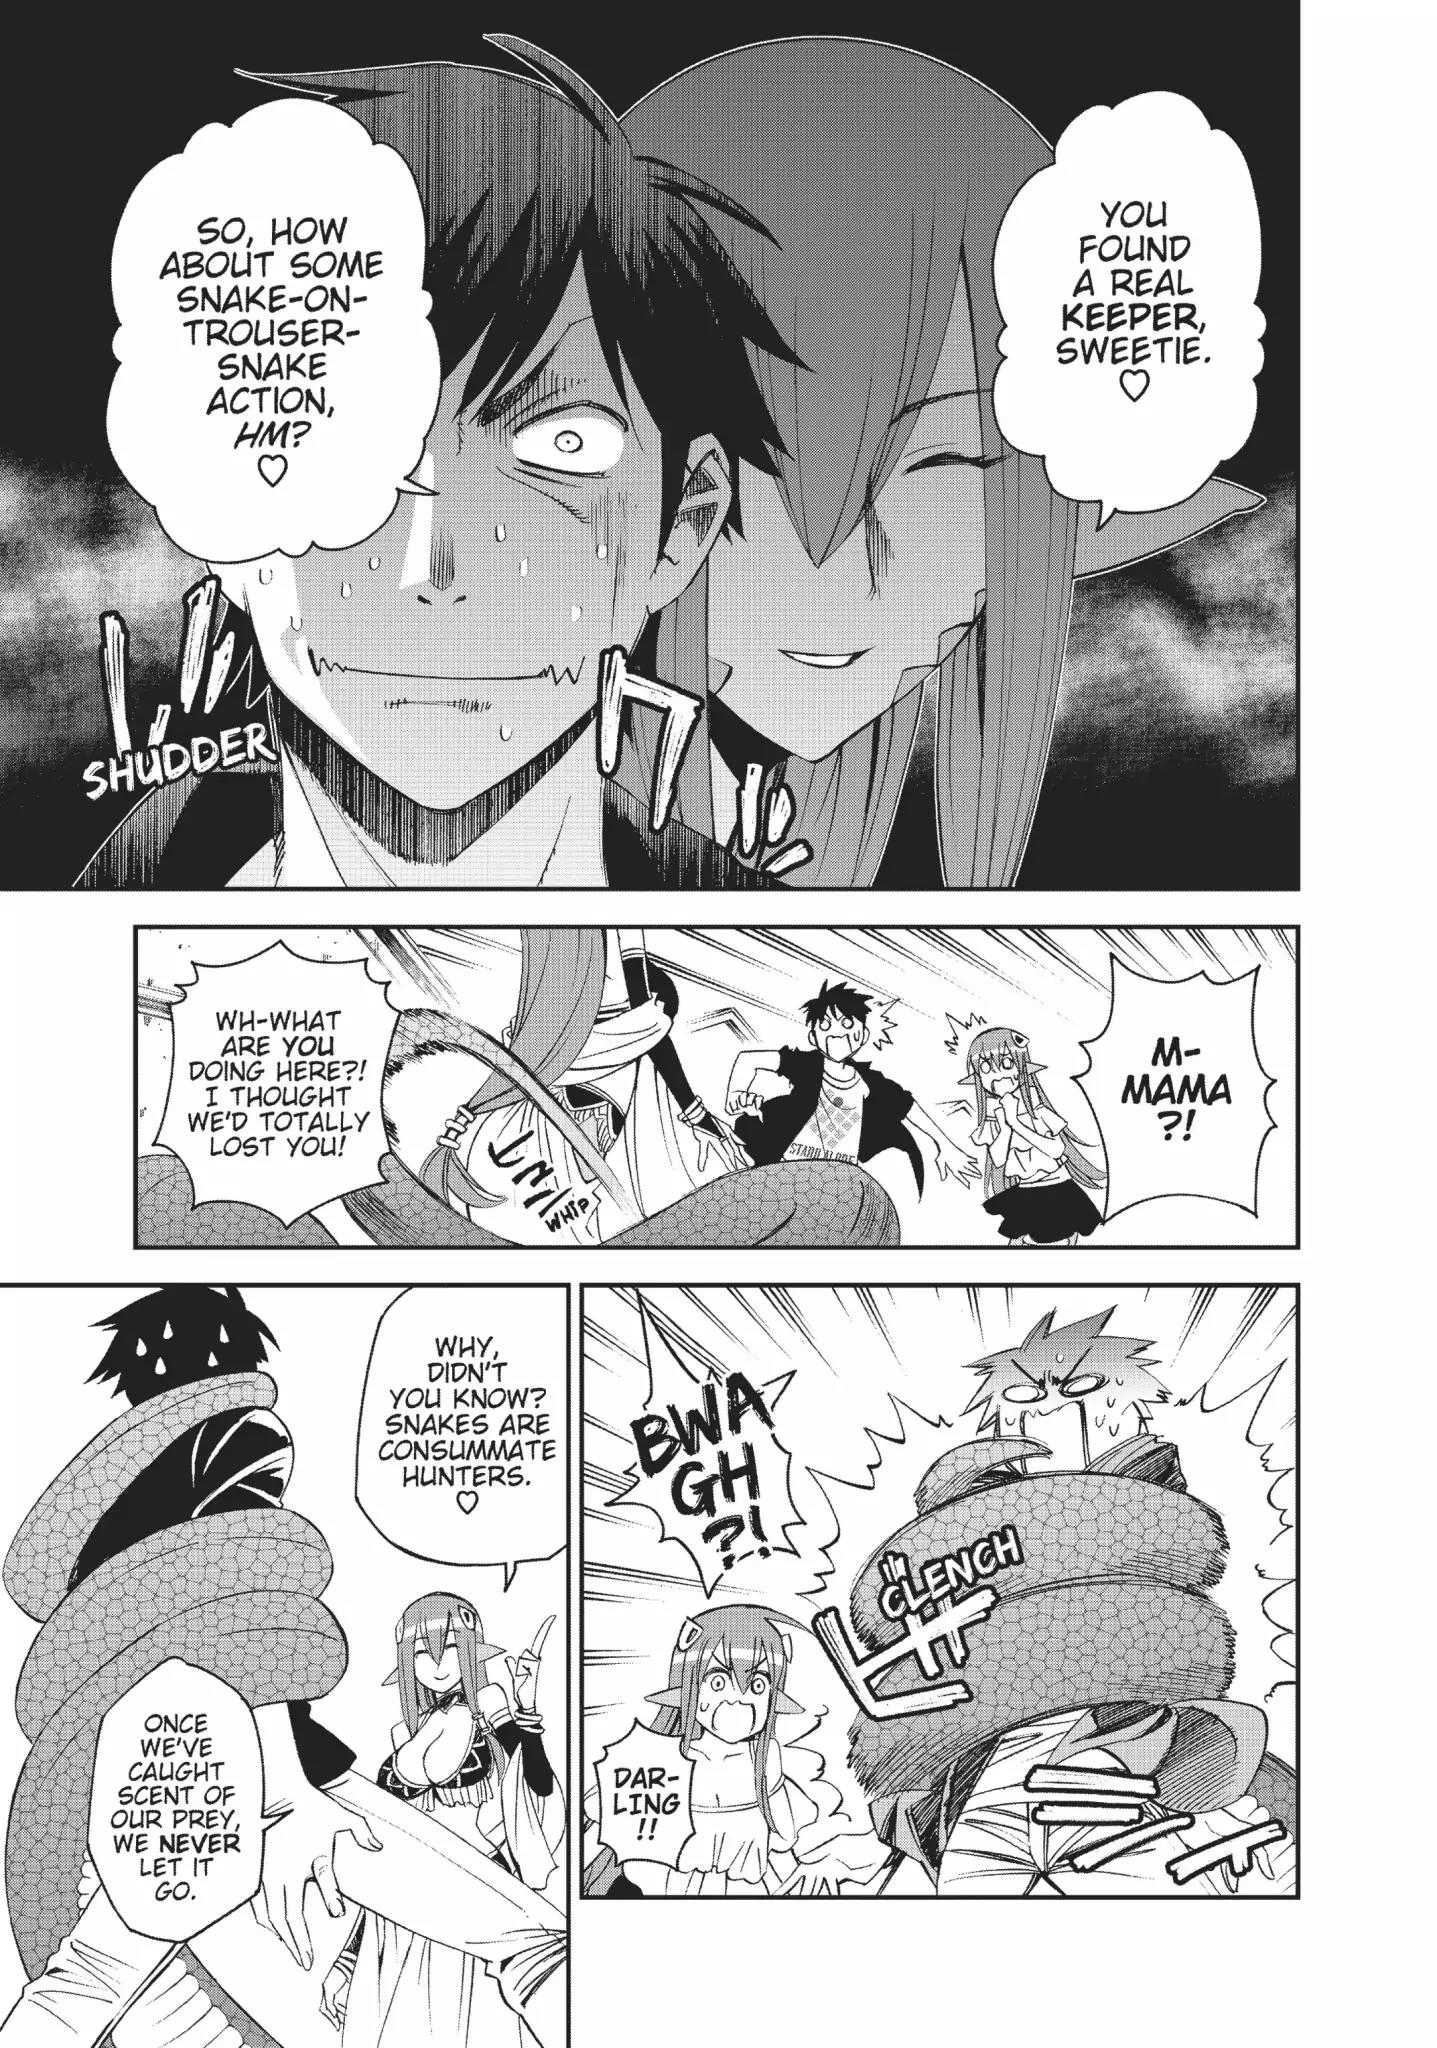 YOU
FOUND
A REAL
KEEPER,
SWEETIE.
♡
SO, HOW
ABOUT SOME
SNAKE-ON-
TROUSER-
SNAKE
ACTION,
HM?
♡
SHUDDER
M-
MAMA
?!
WH-WHAT
ARE YOU
DOING HERE?!
I THOUGHT
WE'D TOTALLY
LOST YOU!
WHIP
BWA
GH
?!
CLENCH
DAR-
LING
!!
WHY,
DIDN'T
YOU KNOW?
SNAKES ARE
CONSUMMATE
HUNTERS.
♡
ONCE
WE'VE
CAUGHT
SCENT OF
OUR PREY,
WE NEVER
LET IT
GO.